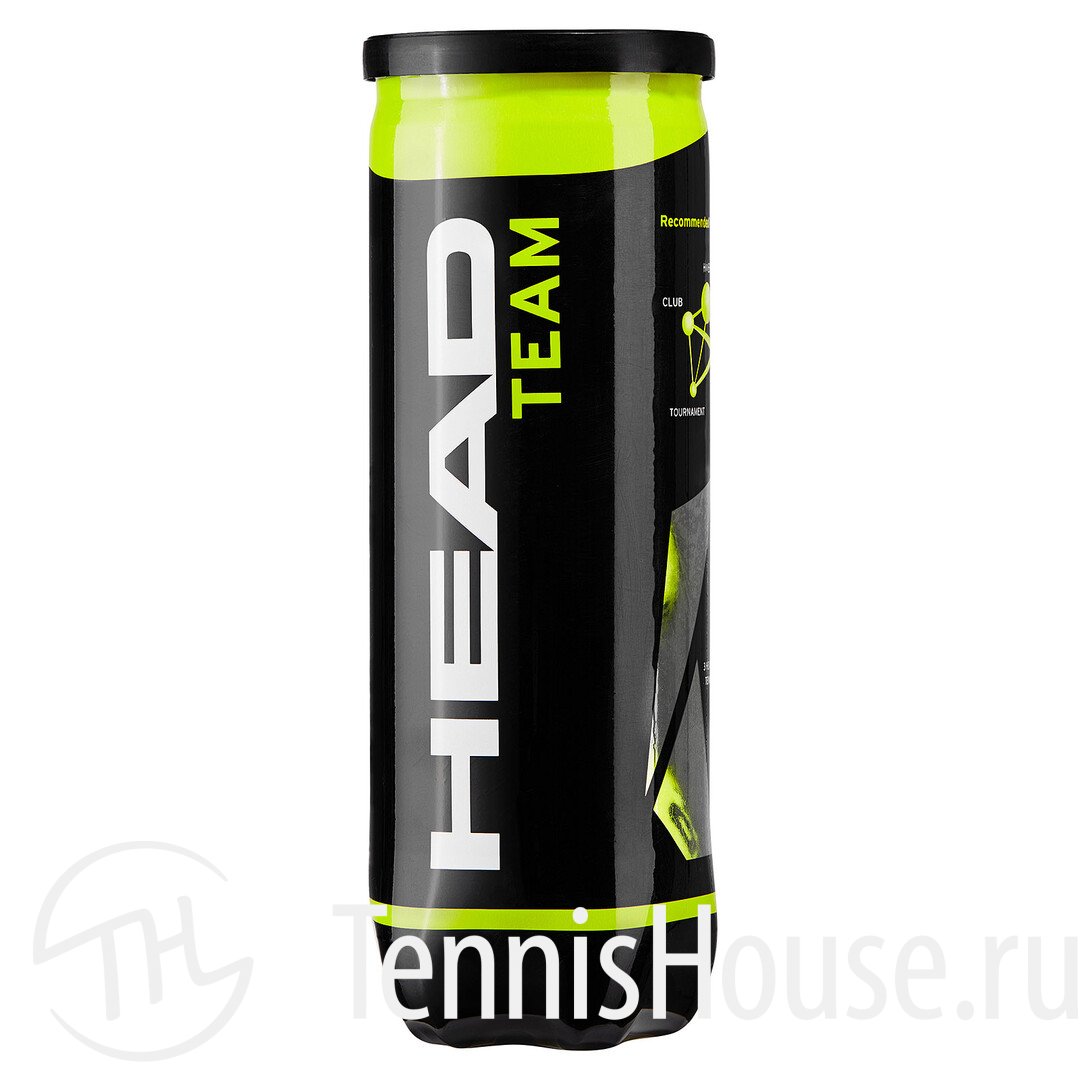 HEAD
TEAM
Recommended
CLUB
TOURNAMENT
TH
TennisHouse.ru